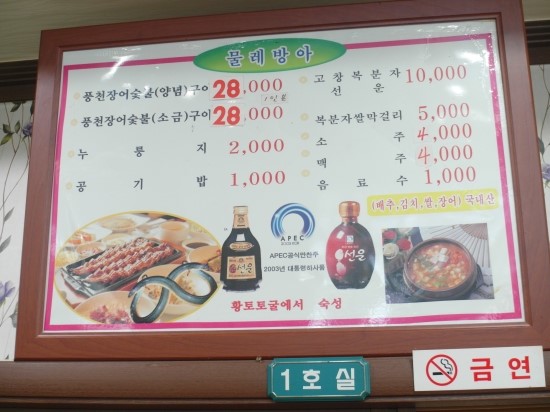 물레방아
풍천장어숯불(양념)구이 28,000
1인분
풍천장어숯불(소금)구이 28,000
누룽지 2,000
공기밥 1,000
고창복분자 10,000
선운
복분자쌀막걸리 5,000
소주 4,000
맥주 4,000
음료수 1,000
(배추,김치,쌀,장어) 국내산
APEC
APEC공식만찬주
2003년 대통령하사품
선운
선운
황토토굴에서 숙성
1호실
금연